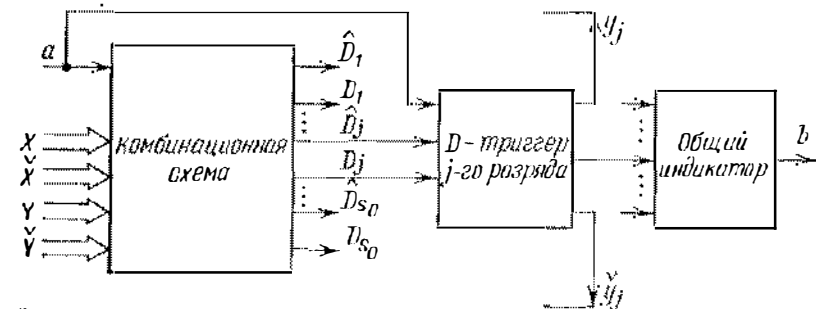 a
X
X̌
Y
Y̌
комбинационная
схема
D̂₁
D₁
D̂j
Dj
D̂s₀
Ds₀
D-триггер
j-го разряда
yj
y̌j
Общий
индикатор
b